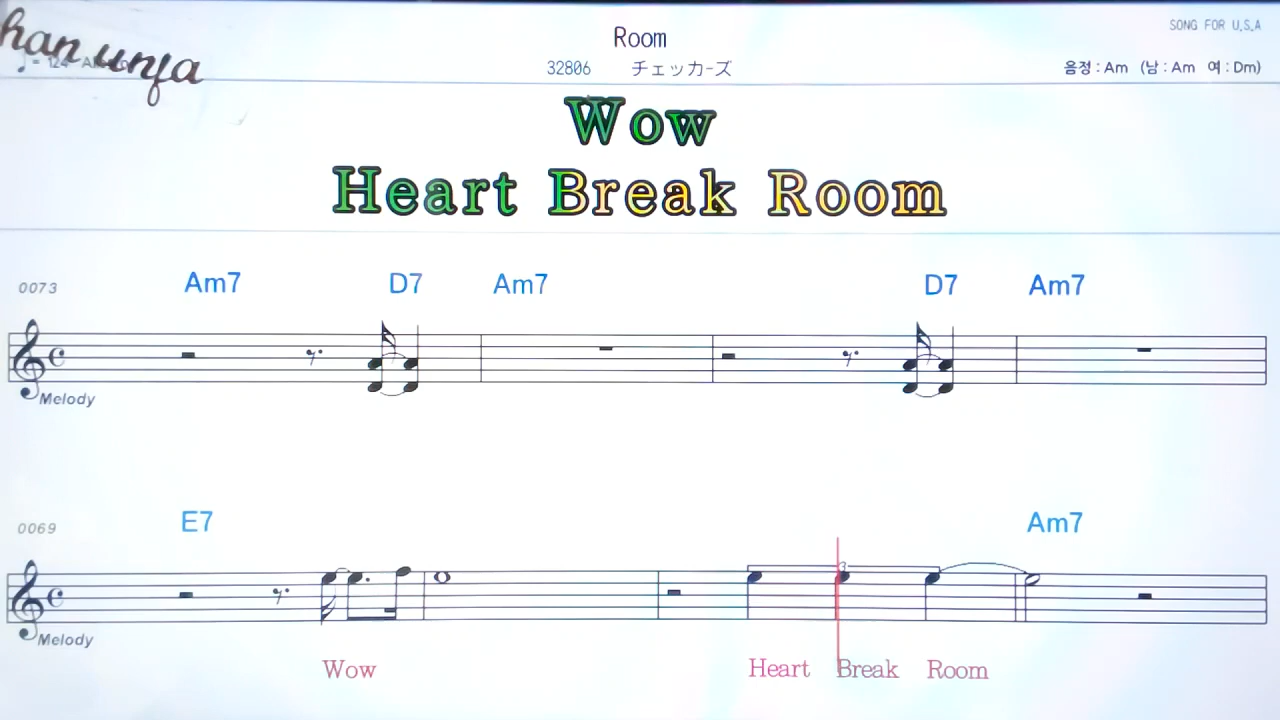 han unja
SONG FOR U.S.A
Room
♩= 124
32806 チェッカーズ
음정 : Am (남 : Am 여 : Dm)
Wow
Heart Break Room
0073 Am7 D7 Am7 D7 Am7
Melody
0069 E7 Am7
3
Melody
Wow Heart Break Room